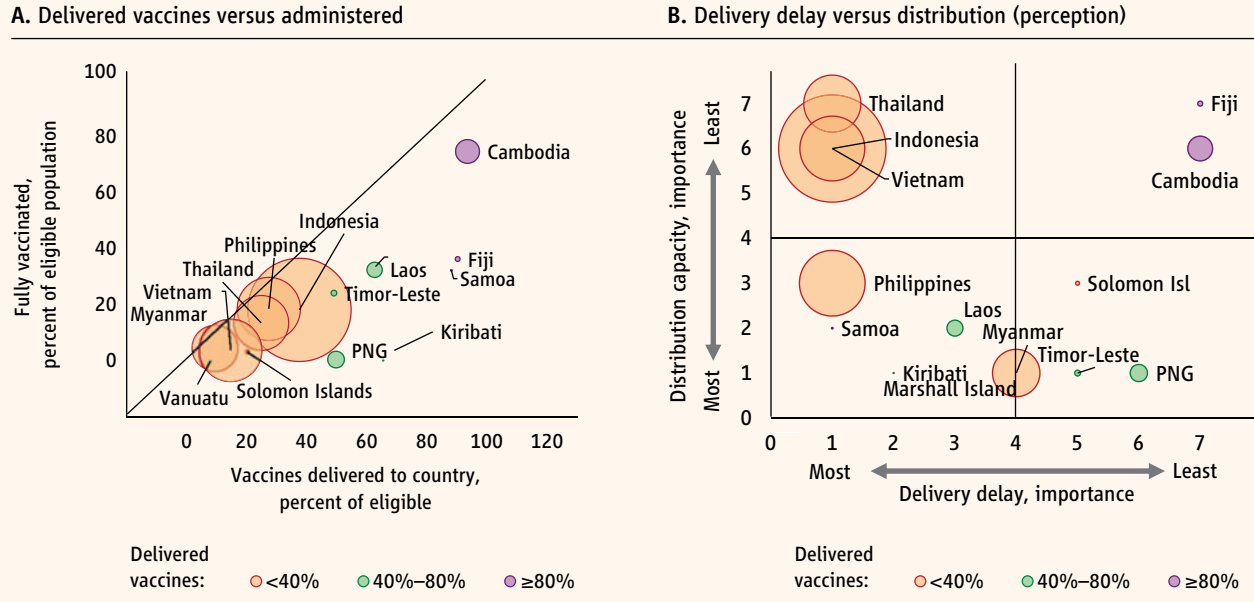 A. Delivered vaccines versus administered
Fully vaccinated,
percent of eligible population
100
80
60
40
20
0
Cambodia
Indonesia
Philippines
Thailand
Vietnam
Myanmar
Laos
Fiji
Samoa
Timor-Leste
Kiribati
PNG
Vanuatu
Solomon Islands
0 20 40 60 80 100 120
Vaccines delivered to country,
percent of eligible
Delivered
vaccines: <40% 40%–80% ≥80%
B. Delivery delay versus distribution (perception)
Distribution capacity, importance
Least
Most
7
6
5
4
3
2
1
0
Thailand
Fiji
Indonesia
Vietnam
Cambodia
Philippines
Solomon Isl
Laos
Samoa
Myanmar
Timor-Leste
Kiribati
PNG
Marshall Island
0 1 2 3 4 5 6 7
Most Least
Delivery delay, importance
Delivered
vaccines: <40% 40%–80% ≥80%